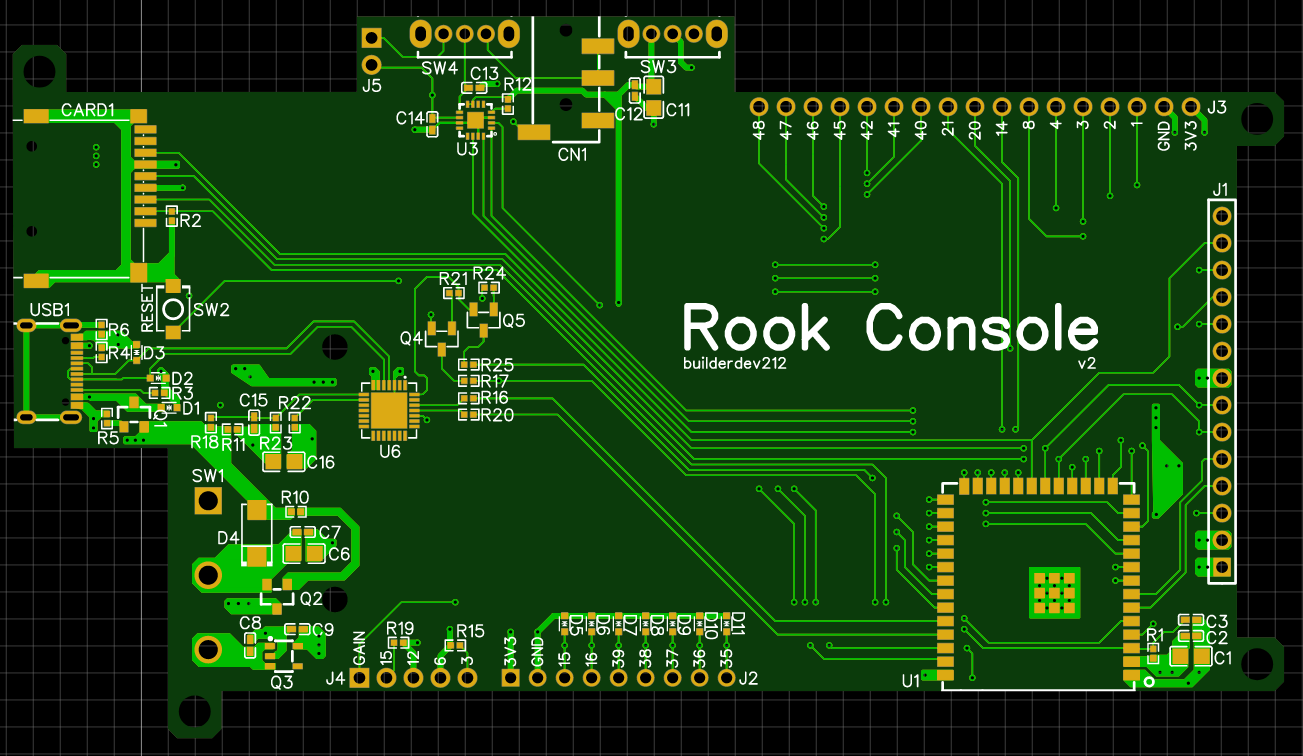 SW4
SW3
C13
R12
J5
C12
C11
CARD1
C14
U3
CN1
48 47 46 45 42 41 40 21 20 14 8 4 3 2 1 GND 3V3
J3
J1
R2
RESET
SW2
R21
R24
USB1
Q5
Q4
Rook Console
builderdev212
v2
R6
R4
D3
R25
D2
R17
R3
R16
D1
R20
Q1
R5
C15
R22
R18
R11
R23
U6
C16
SW1
R10
D4
C7
C6
Q2
C8
C9
R19
R15
D5 D6 D7 D8 D9 D10 D11
Q3
GAIN 15 12 6 3
3V3 GND 15 16 39 38 37 36 35
J4
J2
U1
R1
C3
C2
C1